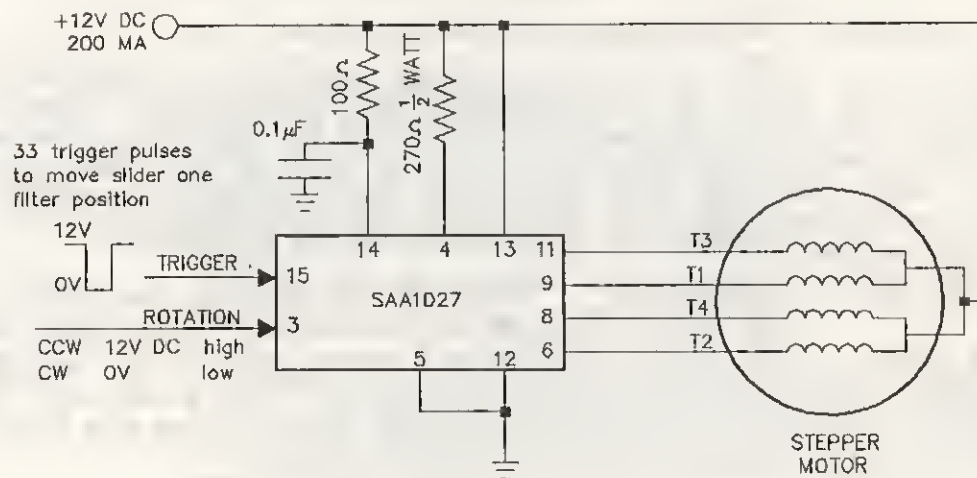 +12V DC
200 MA
100Ω
270Ω 1/2 WATT
0.1μF
33 trigger pulses
to move slider one
filter position
12V
0V
TRIGGER
ROTATION
CCW 12V DC high
CW 0V low
14
4
13
11
15
9
SAA1027
3
8
6
5
12
T3
T1
T4
T2
STEPPER
MOTOR